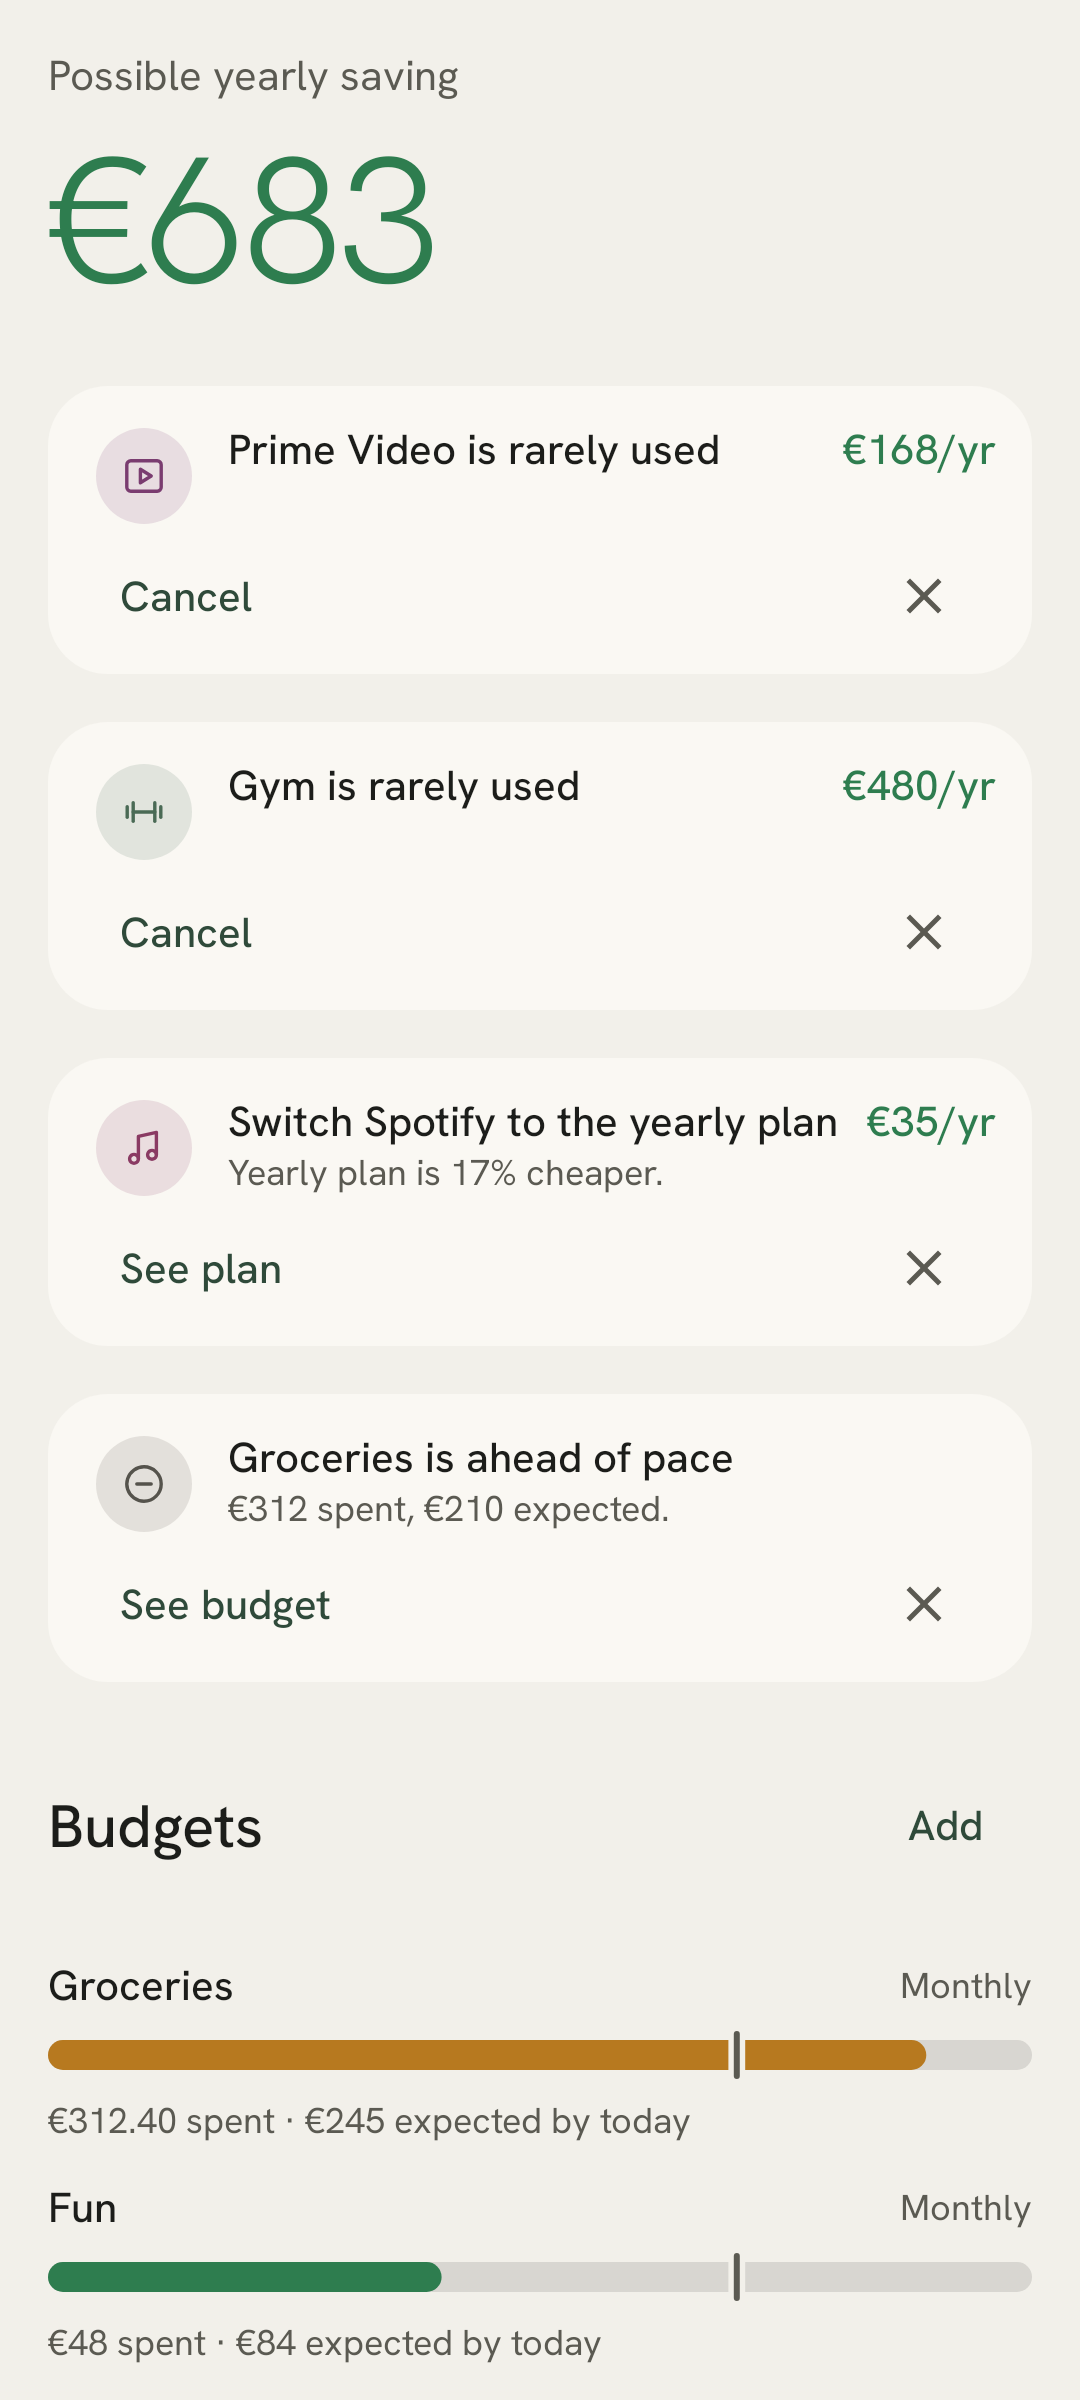 Possible yearly saving
€683
Prime Video is rarely used €168/yr
Cancel
Gym is rarely used €480/yr
Cancel
Switch Spotify to the yearly plan €35/yr
Yearly plan is 17% cheaper.
See plan
Groceries is ahead of pace
€312 spent, €210 expected.
See budget
Budgets Add
Groceries Monthly
€312.40 spent · €245 expected by today
Fun Monthly
€48 spent · €84 expected by today